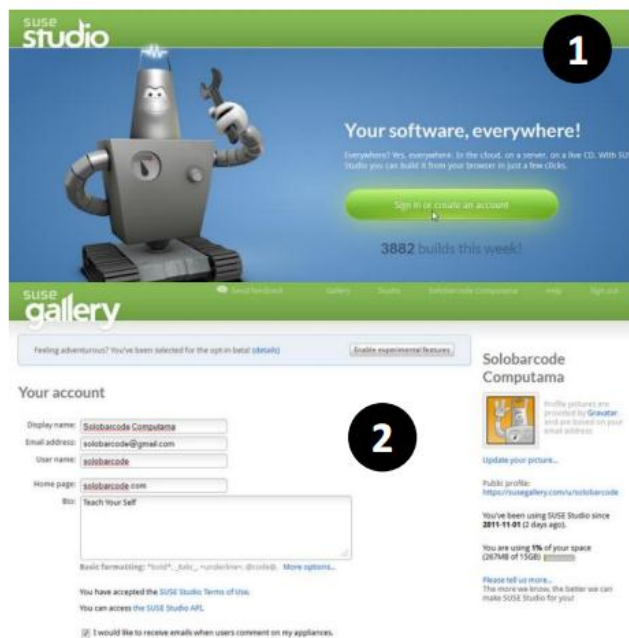 suse
studio
1
Your software, everywhere!
Everywhere? Yes, everywhere. In the cloud, on a server, on a live CD. With SUS
Studio you can build it from your browser in just a few clicks.
Sign in or create an account
3882 builds this week!
suse
gallery
Send feedback Gallery Studio Solobarcode Computama Help Sign out
Feeling adventurous? You've been selected for the opt-in beta! (details) Enable experimental features
Your account
Display name: Solobarcode Computama
Email address: solobarcode@gmail.com
User name: solobarcode
Home page: solobarcode.com
Bio: Teach Your Self
Basic formatting: *bold*, _italic_, +underline+, @code@. More options...
You have accepted the SUSE Studio Terms of Use.
You can access the SUSE Studio API.
I would like to receive emails when users comment on my appliances.
2
Solobarcode
Computama
Profile pictures are
provided by Gravatar
and are based on your
email address.
Update your picture...
Public profile:
https://susegallery.com/u/solobarcode
You've been using SUSE Studio since
2011-11-01 (2 days ago).
You are using 1% of your space
(267MB of 15GB)
Please tell us more...
The more we know, the better we can
make SUSE Studio for you!